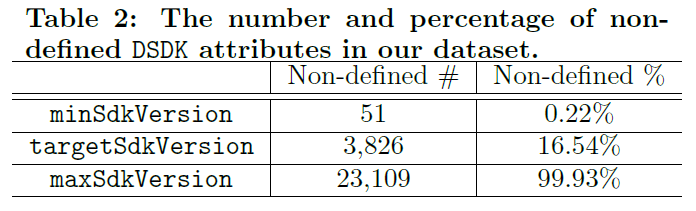 Table 2: The number and percentage of non-
defined DSDK attributes in our dataset.
Non-defined # Non-defined %
minSdkVersion 51 0.22%
targetSdkVersion 3,826 16.54%
maxSdkVersion 23,109 99.93%